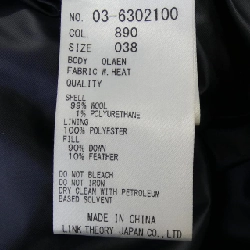 NO. 03-6302100
COL 890
SIZE 038
BODY OLWEN
FABRIC W. HEAT
QUALITY
SHELL
99% WOOL
1% POLYURETHANE
LINING
100% POLYESTER
FILL
90% DOWN
10% FEATHER
DO NOT BLEACH
DO NOT IRON
DRY CLEAN WITH PETROLEUM
BASED SOLVENT
MADE IN CHINA
LINK THEORY JAPAN CO., LTD